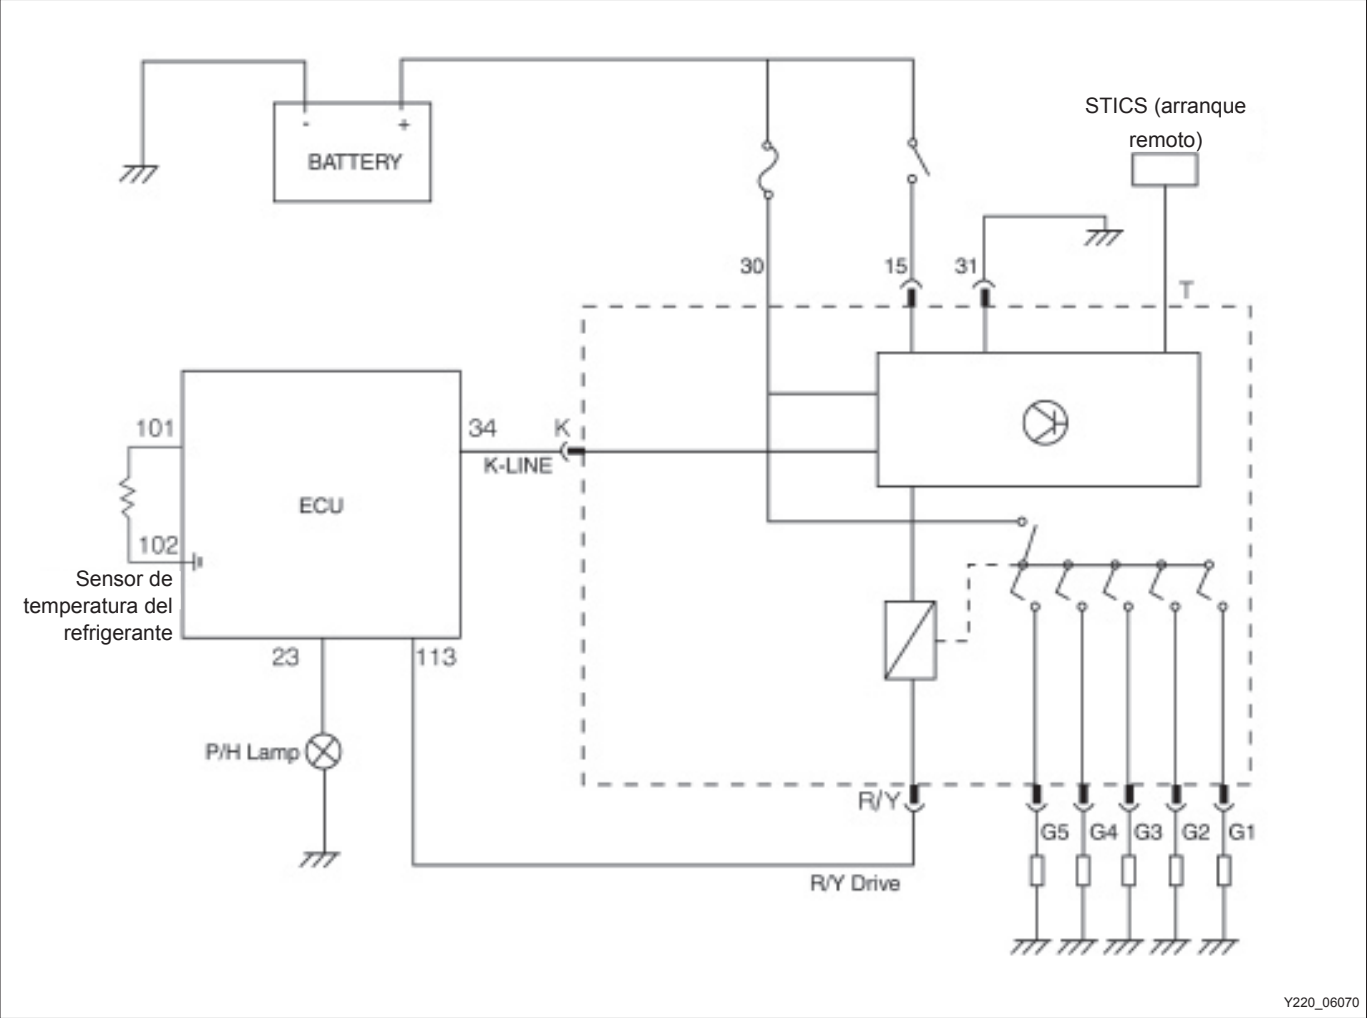 STICS (arranque
remoto)
- +
BATTERY
30
15
31
T
101
34
K
K-LINE
ECU
102
Sensor de
temperatura del
refrigerante
23
113
P/H Lamp
R/Y
G5
G4
G3
G2
G1
R/Y Drive
Y220_06070